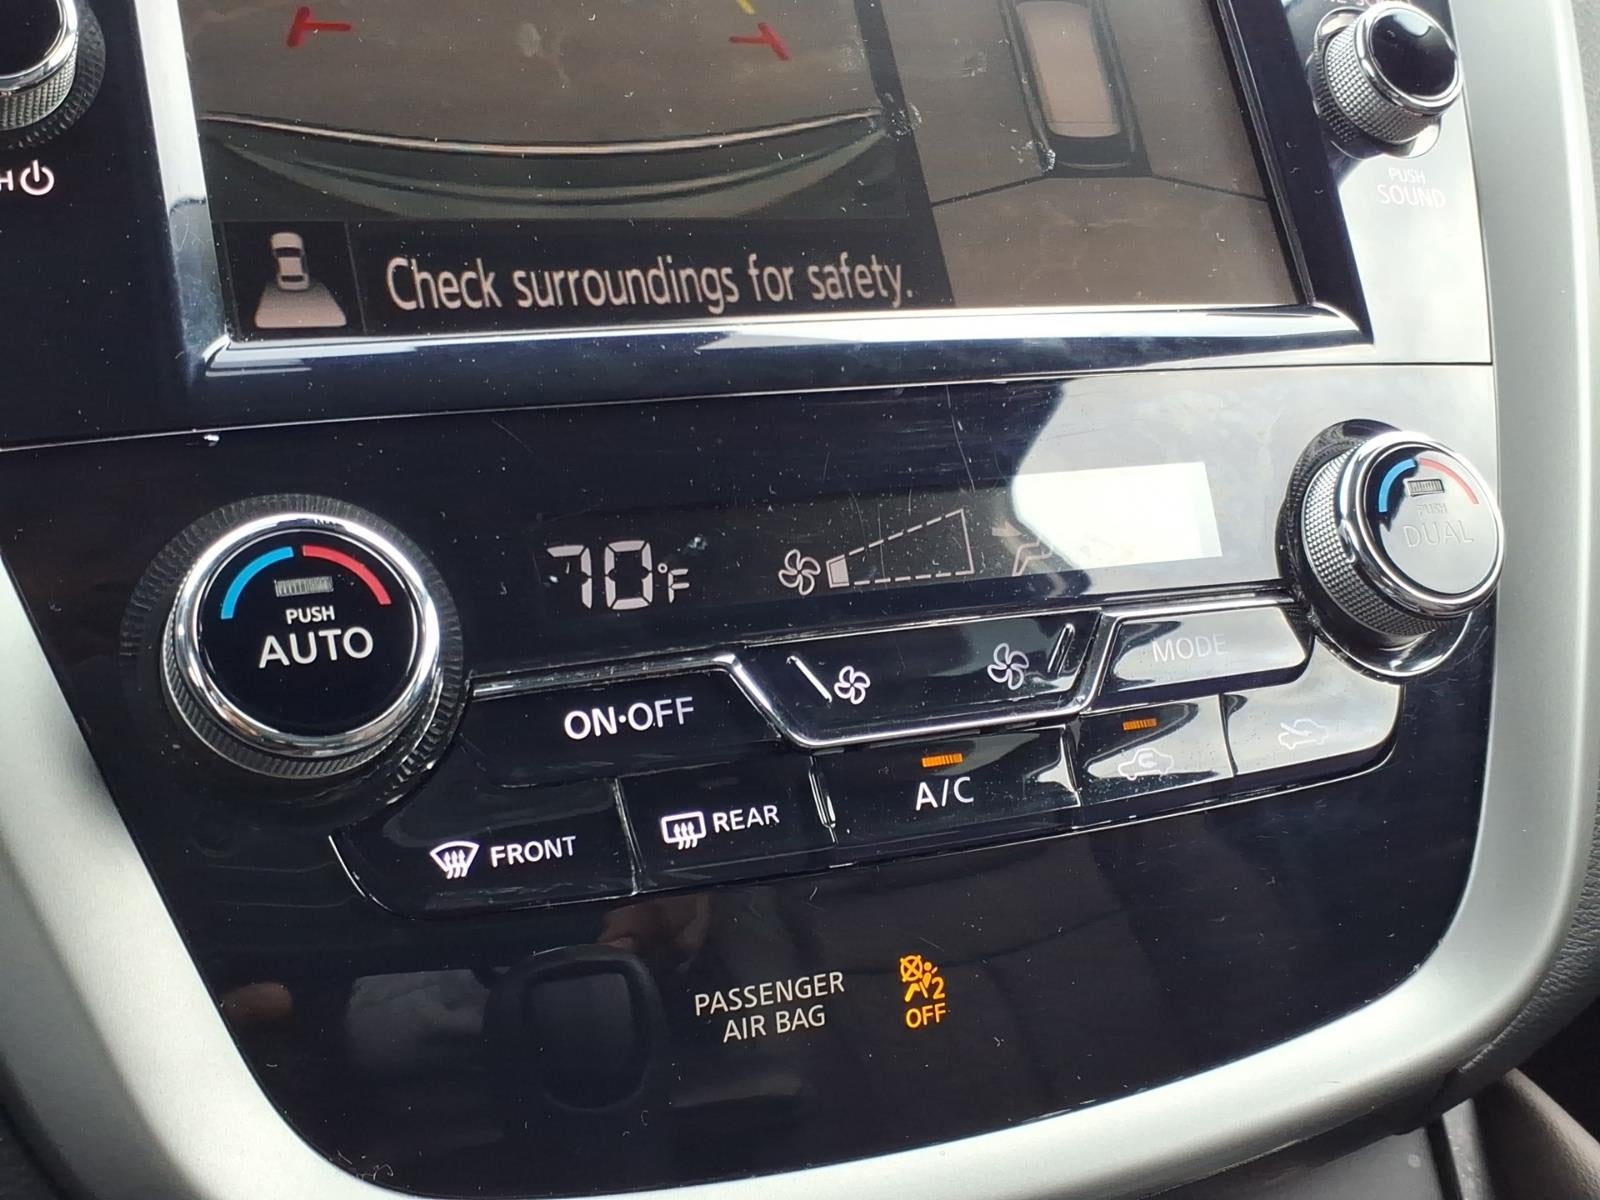 H
PUSH
SOUND
Check surroundings for safety.
PUSH
AUTO
70°F
PUSH
DUAL
ON•OFF
MODE
FRONT
REAR
A/C
PASSENGER
AIR BAG
2
OFF